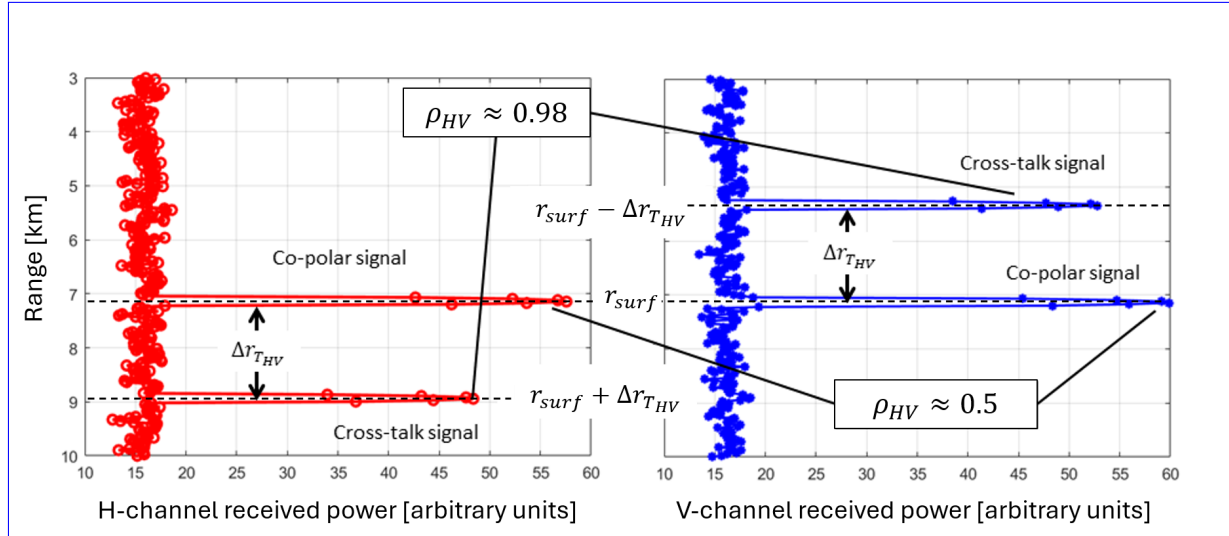 ρ_HV ≈ 0.98
3
4
5
6
7
8
9
10
Range [km]
Co-polar signal
Δr_T_HV
Cross-talk signal
10 15 20 25 30 35 40 45 50 55 60
H-channel received power [arbitrary units]
r_surf − Δr_T_HV
r_surf
r_surf + Δr_T_HV
Cross-talk signal
Δr_T_HV
Co-polar signal
ρ_HV ≈ 0.5
10 15 20 25 30 35 40 45 50 55 60
V-channel received power [arbitrary units]